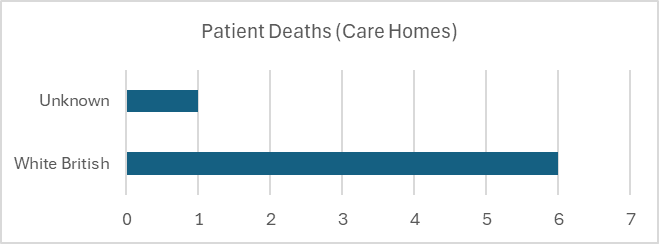 Patient Deaths (Care Homes)
Unknown
White British
0 1 2 3 4 5 6 7